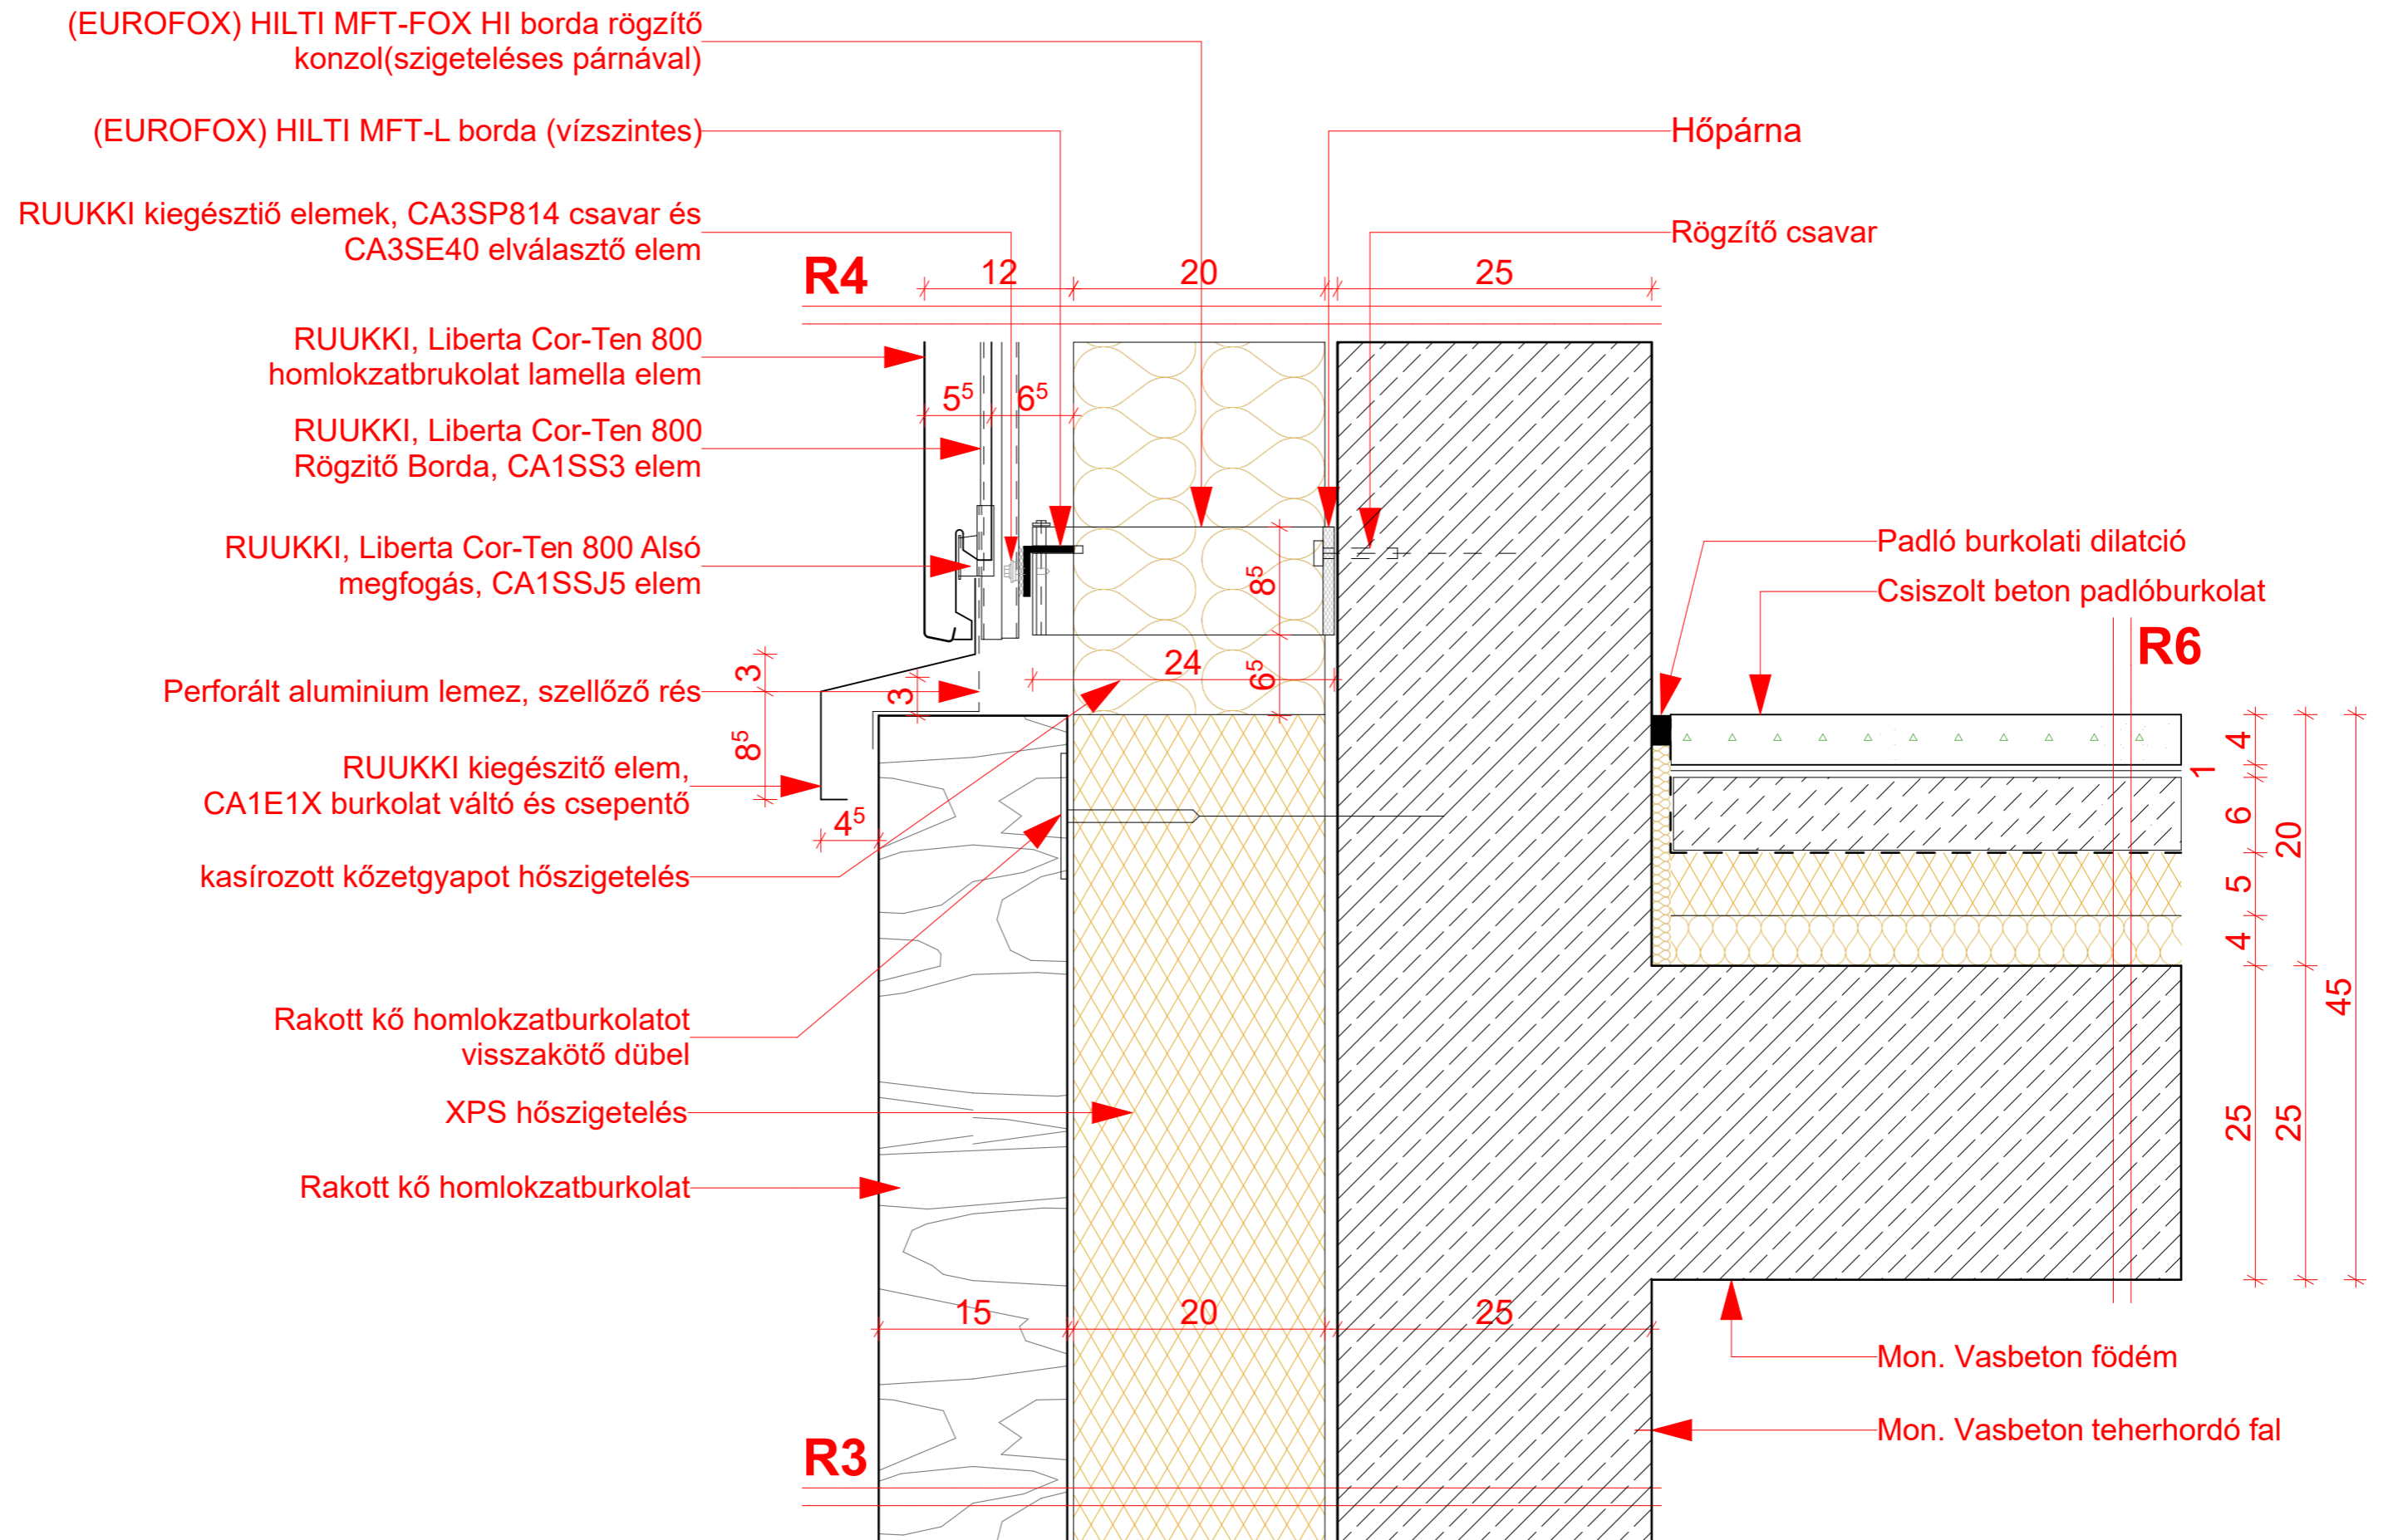 (EUROFOX) HILTI MFT-FOX HI borda rögzítő
konzol(szigeteléses párnával)
(EUROFOX) HILTI MFT-L borda (vízszintes)
Hőpárna
RUUKKI kiegésztiő elemek, CA3SP814 csavar és
CA3SE40 elválasztő elem
Rögzítő csavar
R4
12
20
25
RUUKKI, Liberta Cor-Ten 800
homlokzatbrukolat lamella elem
5⁵
6⁵
RUUKKI, Liberta Cor-Ten 800
Rögzitő Borda, CA1SS3 elem
RUUKKI, Liberta Cor-Ten 800 Alsó
megfogás, CA1SSJ5 elem
8⁵
Padló burkolati dilatció
Csiszolt beton padlóburkolat
R6
Perforált aluminium lemez, szellőző rés
3
3
24
6⁵
8⁵
RUUKKI kiegészitő elem,
CA1E1X burkolat váltó és csepentő
4⁵
4
1
6
20
5
4
45
kasírozott kőzetgyapot hőszigetelés
Rakott kő homlokzatburkolatot
visszakötő dübel
XPS hőszigetelés
25
25
Rakott kő homlokzatburkolat
15
20
25
Mon. Vasbeton födém
Mon. Vasbeton teherhordó fal
R3